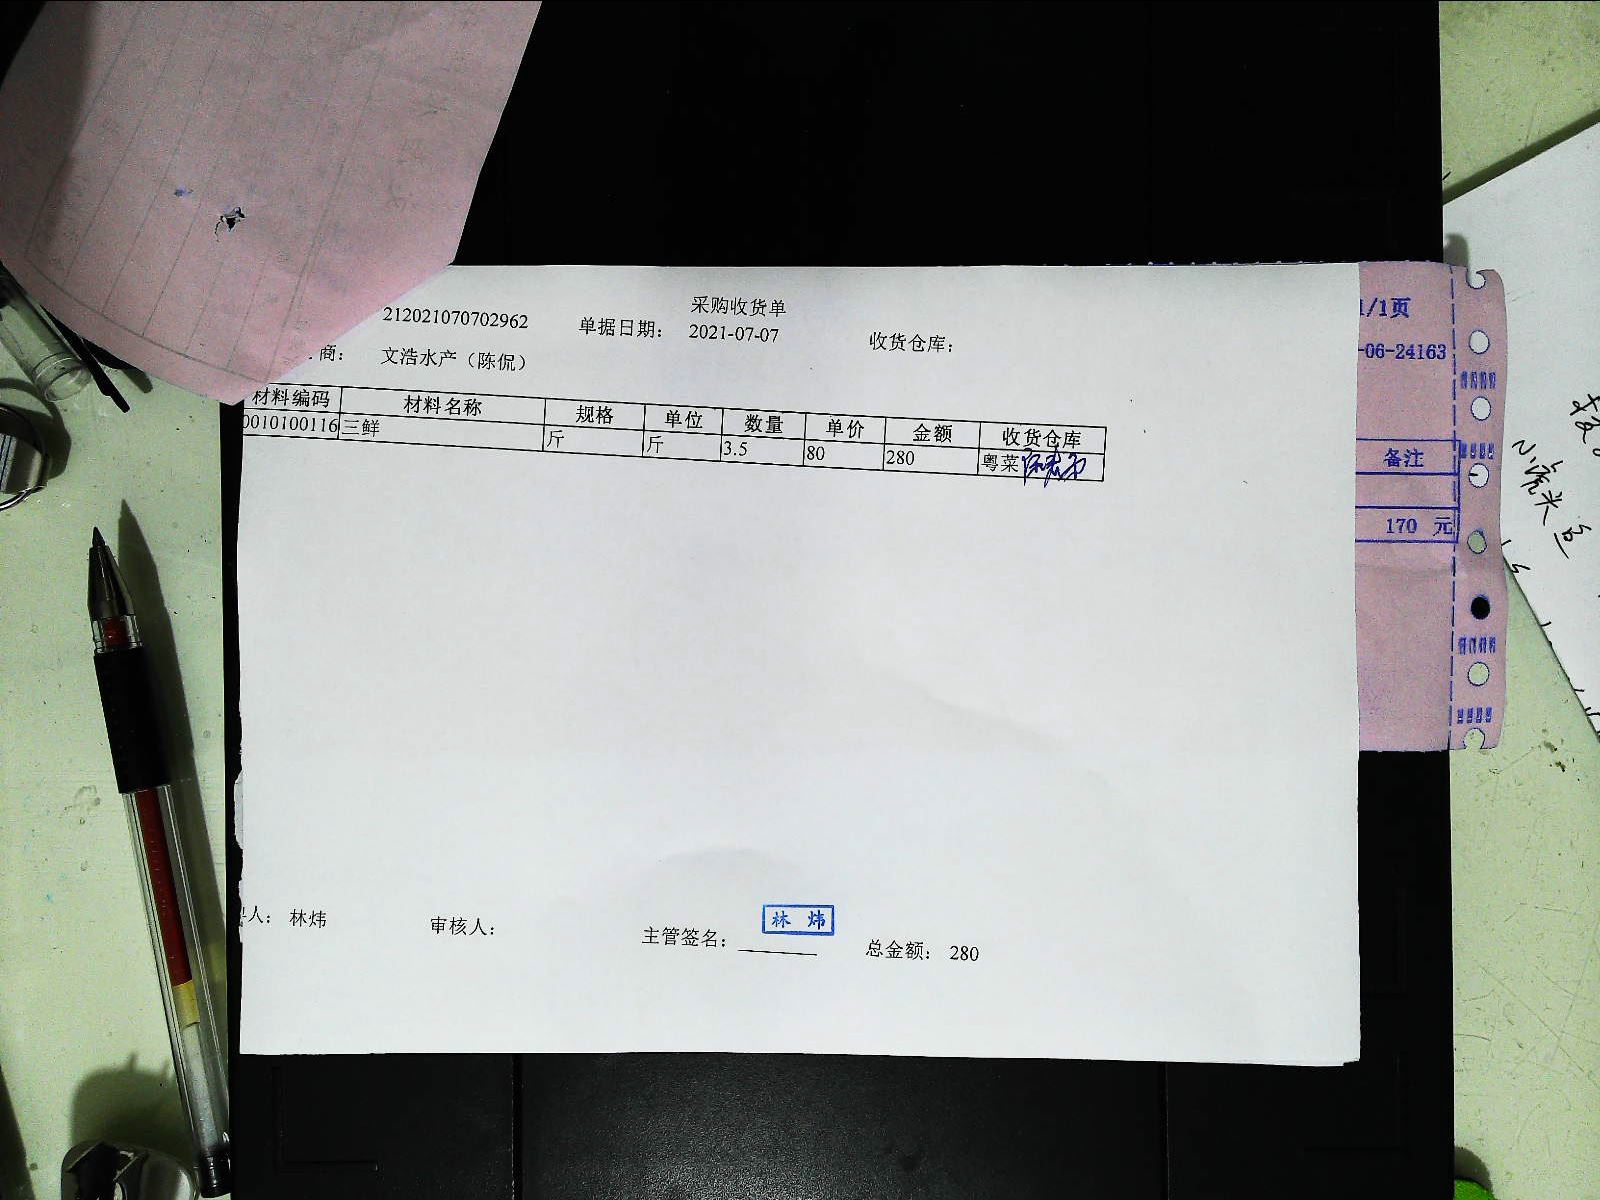 采购收货单
212021070702962 单据日期: 2021-07-07 收货仓库:
商: 文浩水产(陈侃)
材料编码 材料名称 规格 单位 数量 单价 金额 收货仓库
0010100116 三鲜 斤 斤 3.5 80 280 粤菜
人: 林炜 审核人: 主管签名: 林 炜 总金额: 280
1/1页
-06-24163
备注
170 元
小虎头鱼